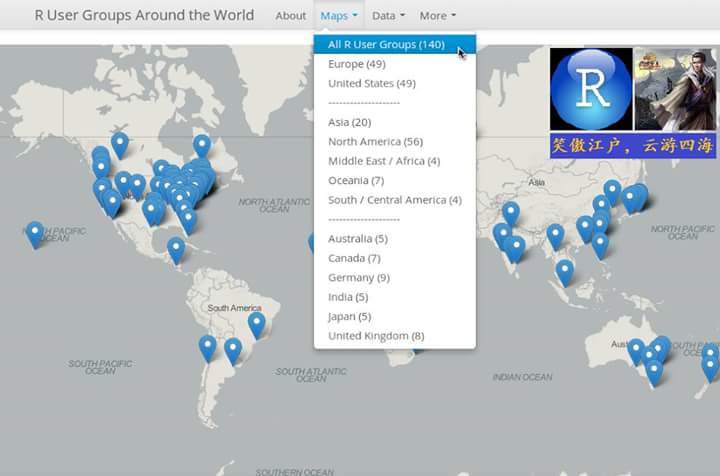 R User Groups Around the World
About
Maps
Data
More
All R User Groups (140)
Europe (49)
United States (49)
--------------------
Asia (20)
North America (56)
Middle East / Africa (4)
Oceania (7)
South / Central America (4)
--------------------
Australia (5)
Canada (7)
Germany (9)
India (5)
Japan (5)
United Kingdom (8)
R
笑傲江户，云游四海
Asia
NORTH ATLANTIC
OCEAN
NORTH PACIFIC
OCEAN
NORTH PACIFIC
OCEAN
South America
SOUTH PACIFIC
OCEAN
SOUTH ATLANTIC
OCEAN
INDIAN OCEAN
SOUTHERN OCEAN